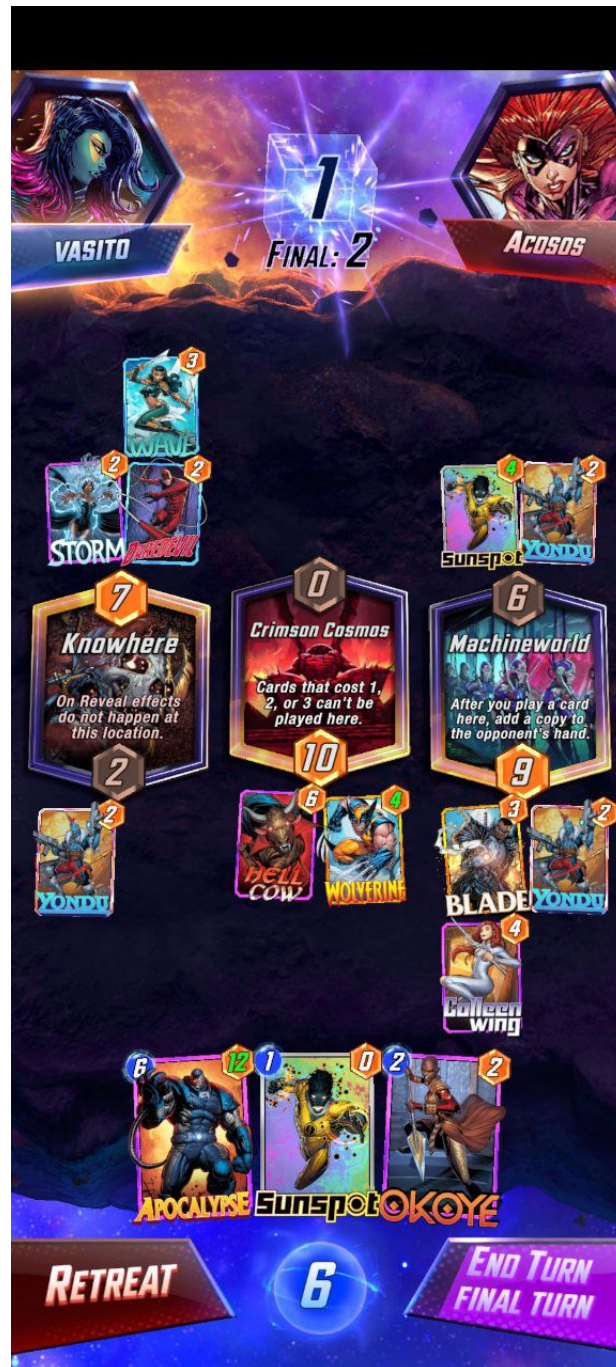 1
FINAL: 2
VASITO
ACOSOS
3
WAVE
2
2
STORM
DAREDEVIL
4
2
SUNSPOT
YONDU
7
Knowhere
On Reveal effects
do not happen at
this location.
2
0
Crimson Cosmos
Cards that cost 1,
2, or 3 can't be
played here.
10
6
Machineworld
After you play a card
here, add a copy to
the opponent's hand.
9
2
YONDU
6
HELL
COW
4
WOLVERINE
3
BLADE
2
YONDU
4
Colleen
wing
6
12
APOCALYPSE
1
0
SUNSPOT
2
2
OKOYE
RETREAT
6
END TURN
FINAL TURN